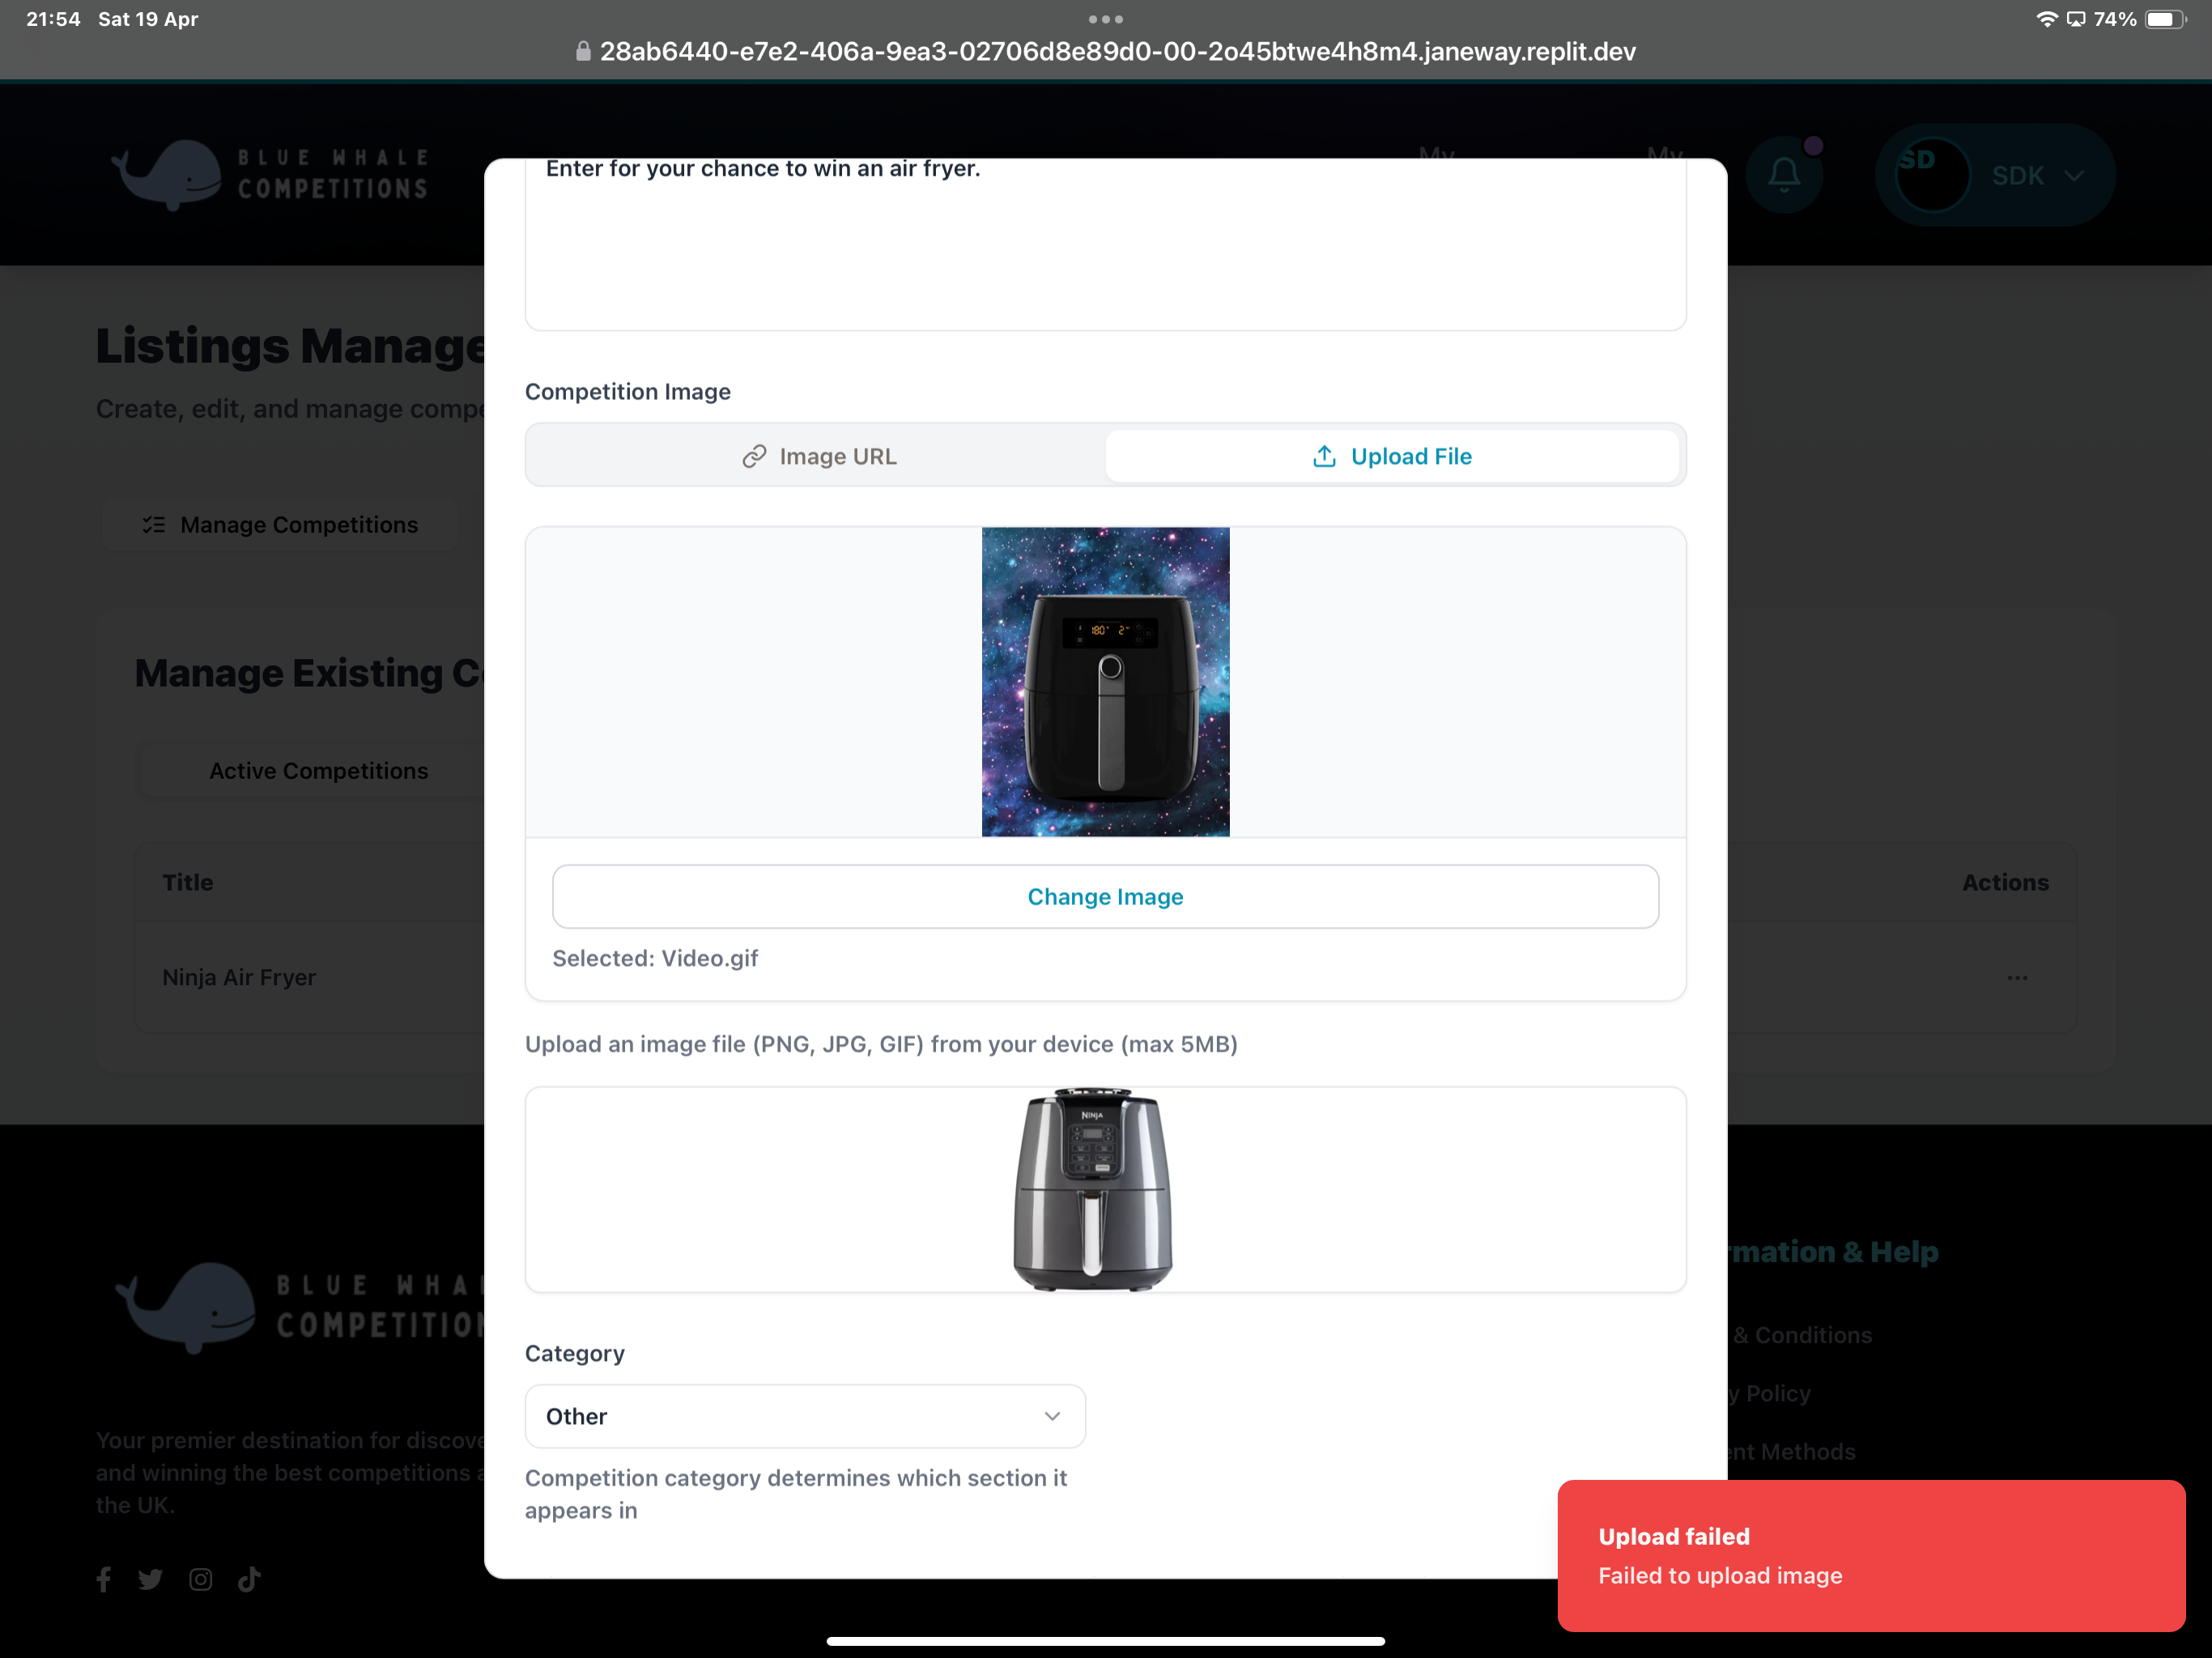 21:54 Sat 19 Apr
74%
28ab6440-e7e2-406a-9ea3-02706d8e89d0-00-2o45btwe4h8m4.janeway.replit.dev
BLUE WHALE
COMPETITIONS
My
My
SD
SDK
Enter for your chance to win an air fryer.
Listings Manage
Create, edit, and manage compe
Competition Image
Image URL
Upload File
Manage Competitions
180° 2
Manage Existing C
Active Competitions
Title
Actions
Change Image
Selected: Video.gif
Ninja Air Fryer
...
Upload an image file (PNG, JPG, GIF) from your device (max 5MB)
NINJA
rmation & Help
BLUE WHA
COMPETITIO
& Conditions
Category
y Policy
Other
Your premier destination for discove
and winning the best competitions a
the UK.
ent Methods
Competition category determines which section it
appears in
Upload failed
Failed to upload image